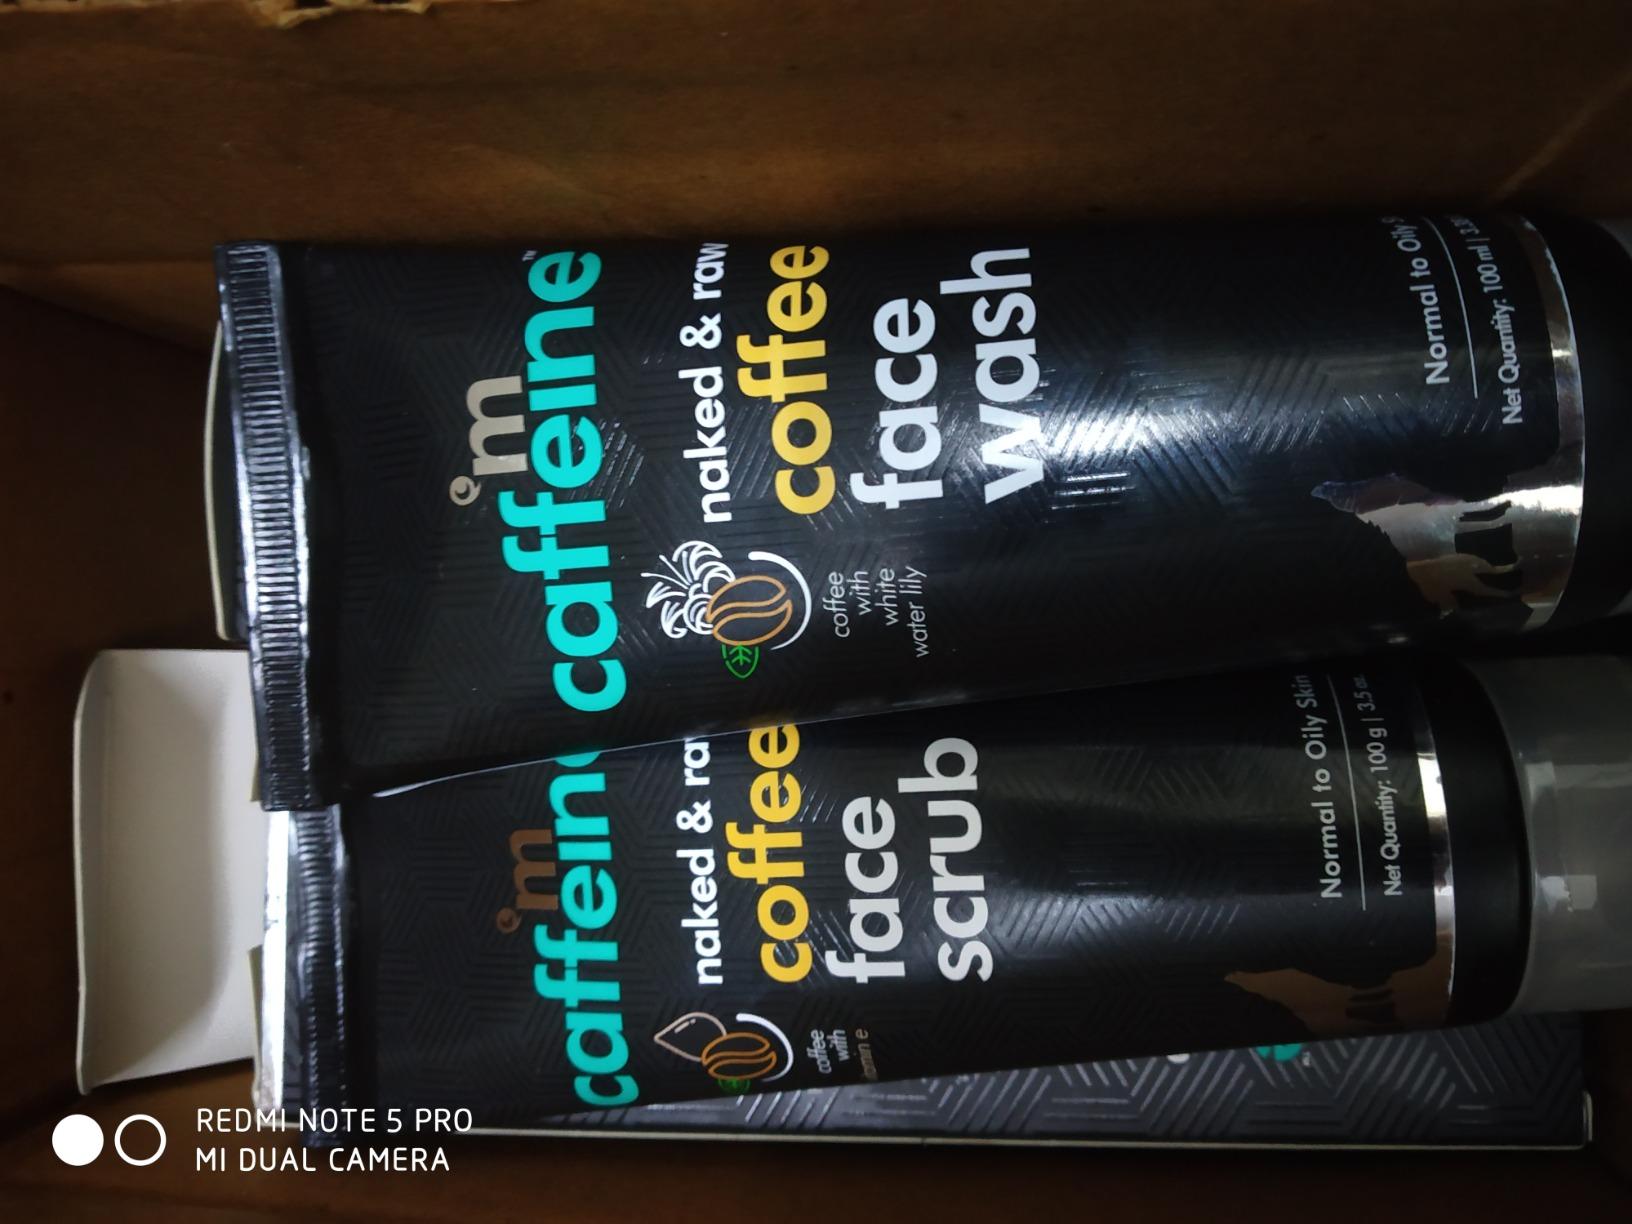 m
caffeine™
naked & raw
coffee
face
wash
coffee
with
white
water lily
Normal to Oily
Net Quantity: 100 ml |
m
caffeine
naked & raw
coffee
face
scrub
coffee
with
Normal to Oily Skin
Net Quantity: 100 g | 3.5 oz.
REDMI NOTE 5 PRO
MI DUAL CAMERA